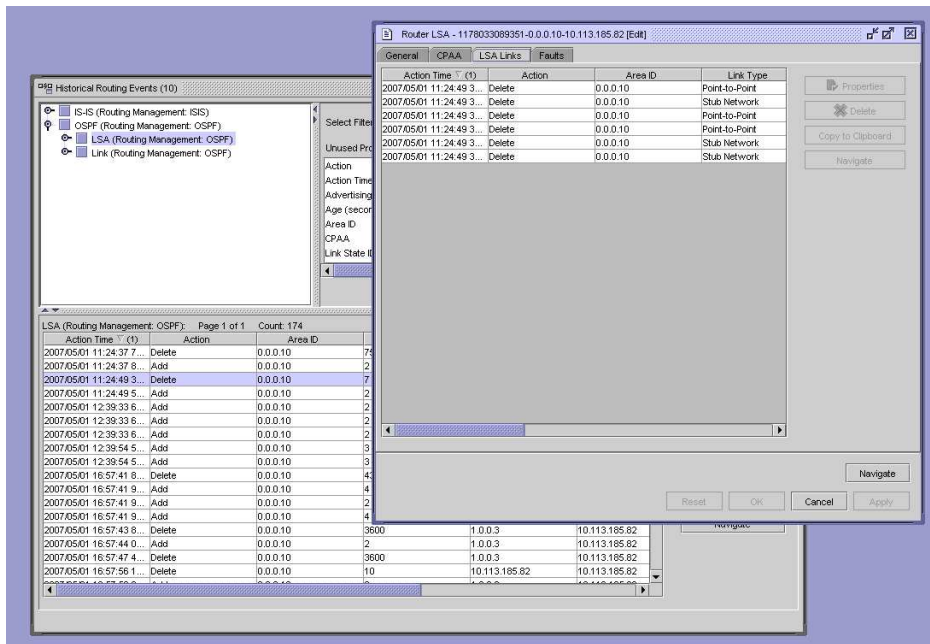 Router LSA - 1178033089351-0.0.0.10-10.113.185.82 [Edit]
General CPAA LSA Links Faults
Action Time (1) Action Area ID Link Type
2007/05/01 11:24:49 3... Delete 0.0.0.10 Point-to-Point
2007/05/01 11:24:49 3... Delete 0.0.0.10 Stub Network
2007/05/01 11:24:49 3... Delete 0.0.0.10 Point-to-Point
2007/05/01 11:24:49 3... Delete 0.0.0.10 Point-to-Point
2007/05/01 11:24:49 3... Delete 0.0.0.10 Stub Network
2007/05/01 11:24:49 3... Delete 0.0.0.10 Stub Network
Properties
Delete
Copy to Clipboard
Navigate
Navigate
Reset OK Cancel Apply
Historical Routing Events (10)
IS-IS (Routing Management: ISIS)
OSPF (Routing Management: OSPF)
LSA (Routing Management: OSPF)
Link (Routing Management: OSPF)
Select Filte
Unused Pro
Action
Action Time
Advertising
Age (secon
Area ID
CPAA
Link State I
LSA (Routing Management: OSPF): Page 1 of 1 Count: 174
Action Time (1) Action Area ID
2007/05/01 11:24:37 7... Delete 0.0.0.10 75
2007/05/01 11:24:37 8... Add 0.0.0.10 2
2007/05/01 11:24:49 3... Delete 0.0.0.10 7
2007/05/01 11:24:49 5... Add 0.0.0.10 2
2007/05/01 12:39:33 6... Add 0.0.0.10 2
2007/05/01 12:39:33 6... Add 0.0.0.10 2
2007/05/01 12:39:33 6... Add 0.0.0.10 2
2007/05/01 12:39:54 5... Add 0.0.0.10 3
2007/05/01 12:39:54 5... Add 0.0.0.10 3
2007/05/01 16:57:41 8... Delete 0.0.0.10 43
2007/05/01 16:57:41 9... Add 0.0.0.10 4
2007/05/01 16:57:41 9... Add 0.0.0.10 2
2007/05/01 16:57:41 9... Add 0.0.0.10 4
2007/05/01 16:57:43 8... Delete 0.0.0.10 3600 1.0.0.3 10.113.185.82
2007/05/01 16:57:44 0... Add 0.0.0.10 2 1.0.0.3 10.113.185.82
2007/05/01 16:57:47 4... Delete 0.0.0.10 3600 1.0.0.3 10.113.185.82
2007/05/01 16:57:56 1... Delete 0.0.0.10 10 10.113.185.82 10.113.185.82
Navigate